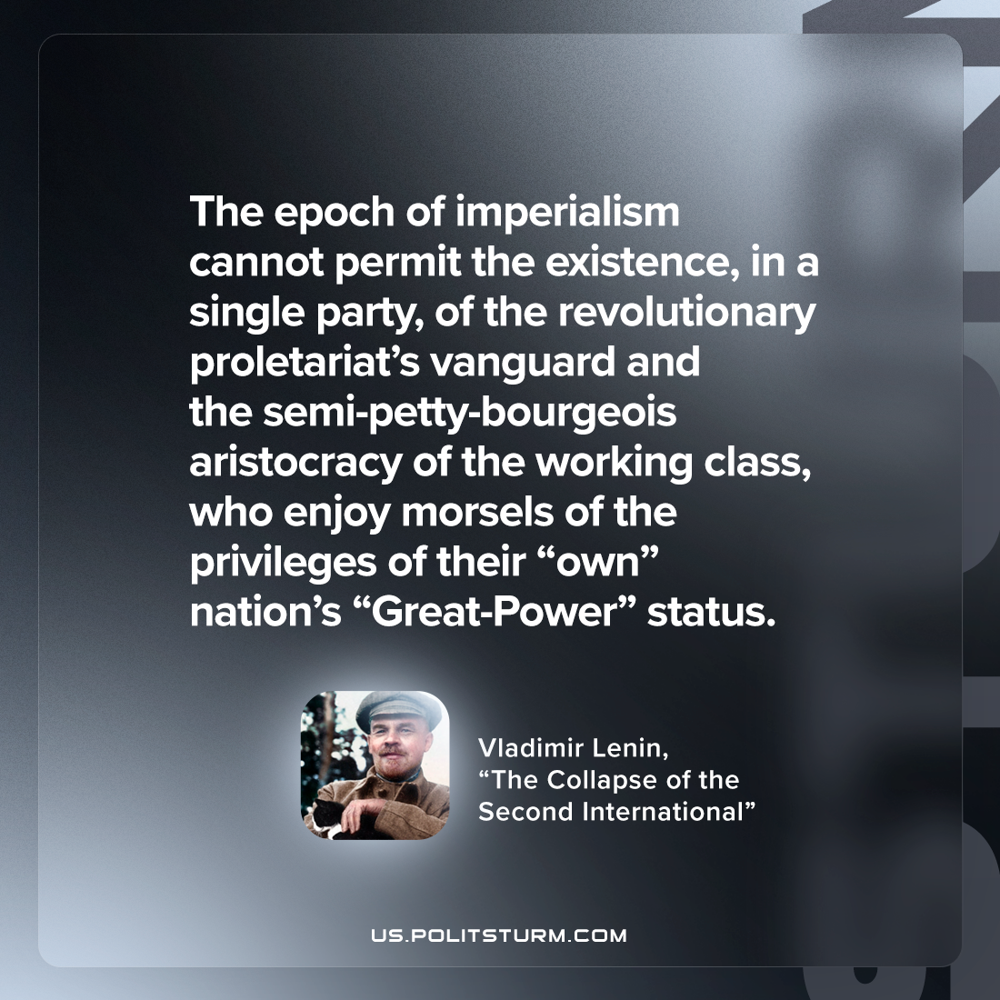 The epoch of imperialism
cannot permit the existence, in a
single party, of the revolutionary
proletariat’s vanguard and
the semi-petty-bourgeois
aristocracy of the working class,
who enjoy morsels of the
privileges of their “own”
nation’s “Great-Power” status.
Vladimir Lenin,
“The Collapse of the
Second International”
US.POLITSTURM.COM